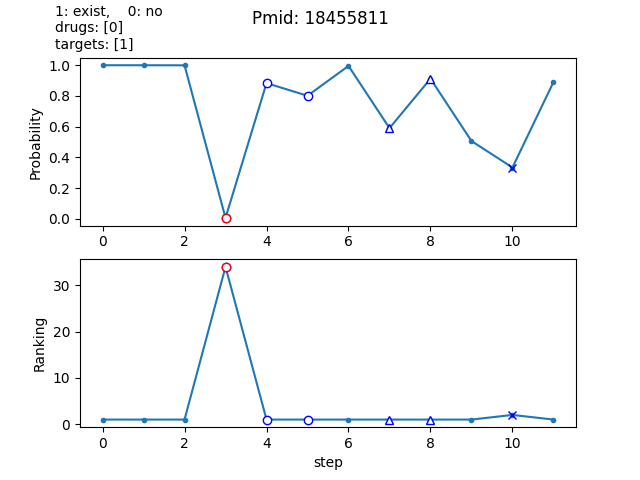 1: exist,    0: no
drugs: [0]
targets: [1]
Pmid: 18455811
Probability
1.0
0.8
0.6
0.4
0.2
0.0
0 2 4 6 8 10
Ranking
30
20
10
0
0 2 4 6 8 10
step